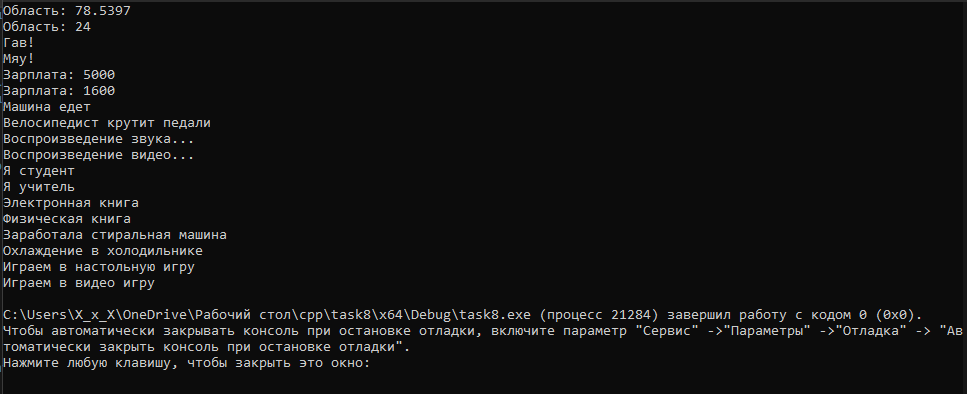 Область: 78.5397
Область: 24
Гав!
Мяу!
Зарплата: 5000
Зарплата: 1600
Машина едет
Велосипедист крутит педали
Воспроизведение звука...
Воспроизведение видео...
Я студент
Я учитель
Электронная книга
Физическая книга
Заработала стиральная машина
Охлаждение в холодильнике
Играем в настольную игру
Играем в видео игру
C:\Users\X_x_X\OneDrive\Рабочий стол\cpp\task8\x64\Debug\task8.exe (процесс 21284) завершил работу с кодом 0 (0x0).
Чтобы автоматически закрывать консоль при остановке отладки, включите параметр "Сервис" ->"Параметры" ->"Отладка" -> "Ав
томатически закрыть консоль при остановке отладки".
Нажмите любую клавишу, чтобы закрыть это окно: